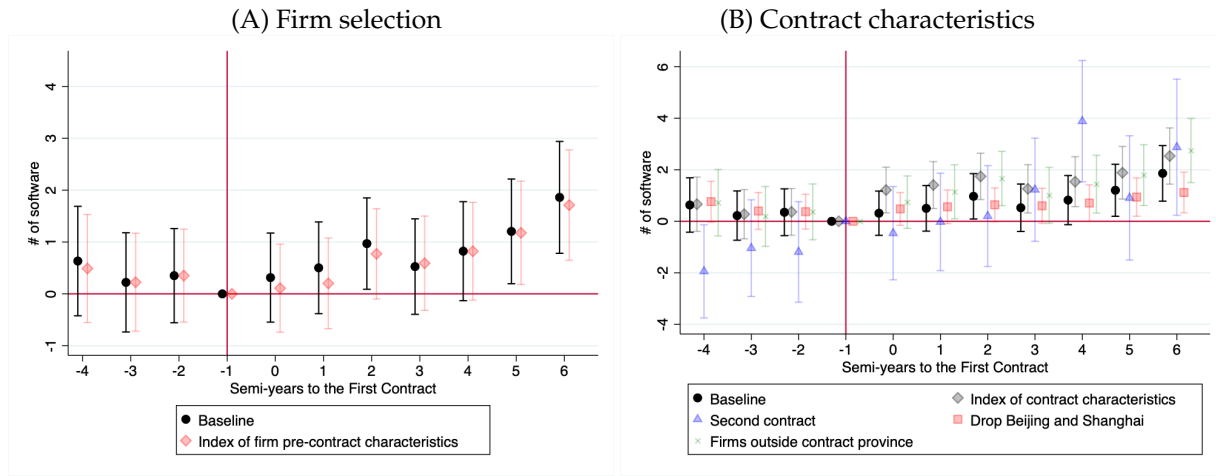 (A) Firm selection
# of software
4
3
2
1
0
-1
-4 -3 -2 -1 0 1 2 3 4 5 6
Semi-years to the First Contract
Baseline
Index of firm pre-contract characteristics
(B) Contract characteristics
# of software
6
4
2
0
-2
-4
-4 -3 -2 -1 0 1 2 3 4 5 6
Semi-years to the First Contract
Baseline Index of contract characteristics
Second contract Drop Beijing and Shanghai
Firms outside contract province